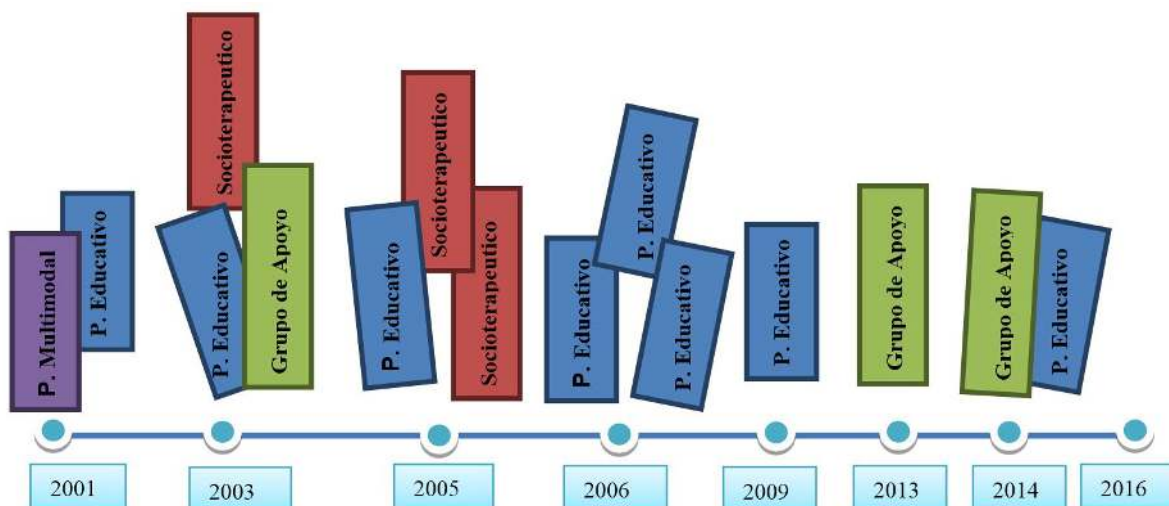 P. Multimodal
P. Educativo
Socioterapeutico
P. Educativo
Grupo de Apoyo
P. Educativo
Socioterapeutico
Socioterapeutico
P. Educativo
P. Educativo
P. Educativo
P. Educativo
Grupo de Apoyo
Grupo de Apoyo
P. Educativo
2001
2003
2005
2006
2009
2013
2014
2016